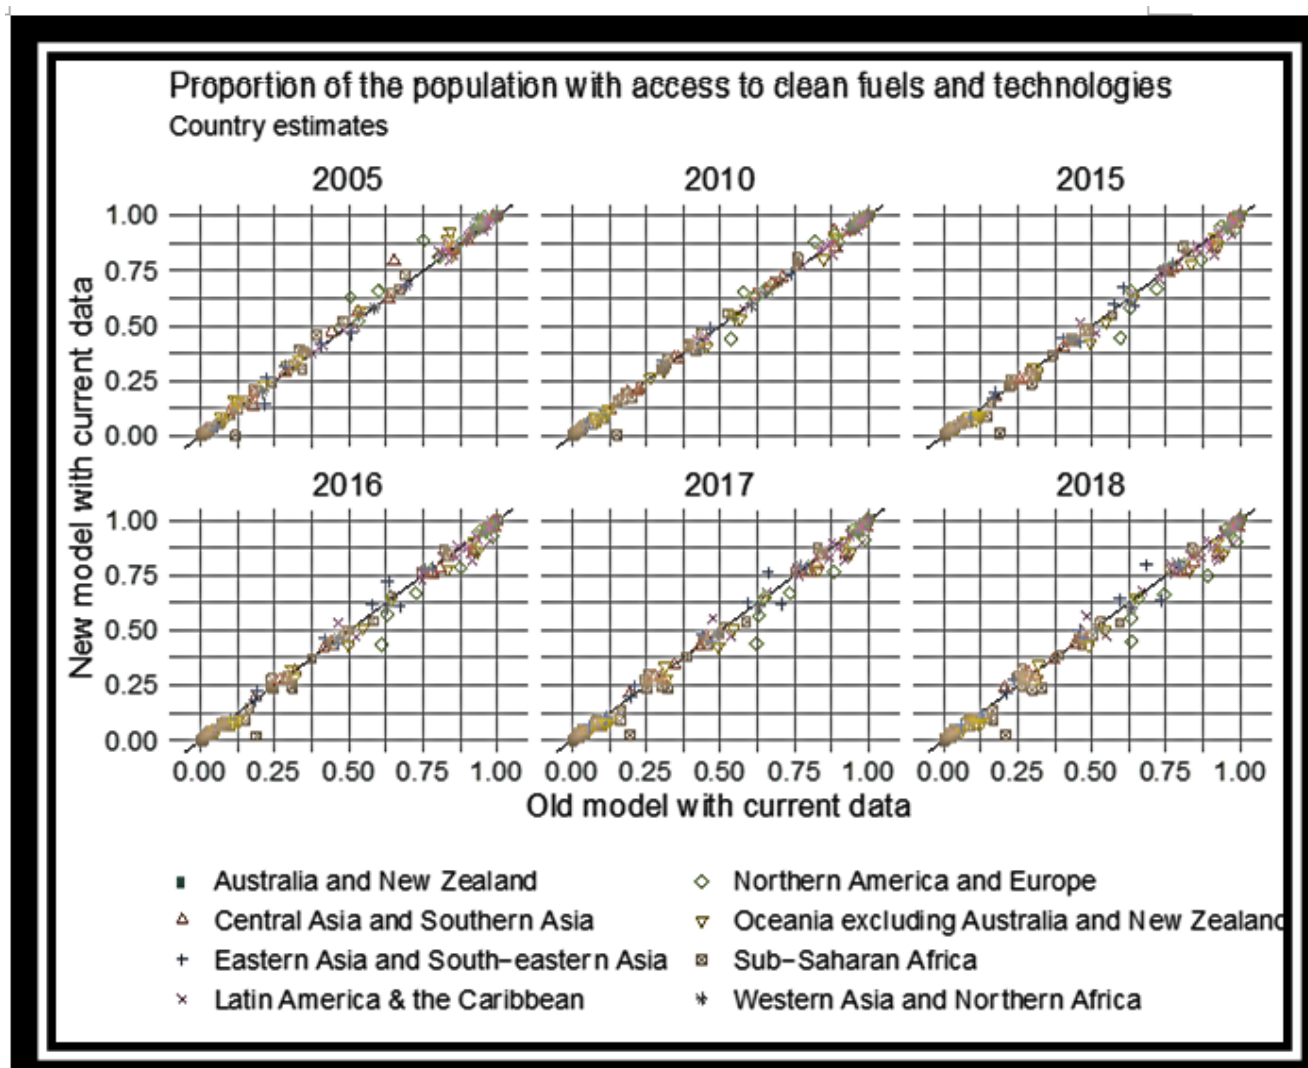 Proportion of the population with access to clean fuels and technologies
Country estimates
2005 2010 2015
1.00
0.75
0.50
0.25
0.00
2016 2017 2018
1.00
0.75
0.50
0.25
0.00
0.00 0.25 0.50 0.75 1.00 0.00 0.25 0.50 0.75 1.00 0.00 0.25 0.50 0.75 1.00
New model with current data
Old model with current data
Australia and New Zealand
Central Asia and Southern Asia
Eastern Asia and South-eastern Asia
Latin America & the Caribbean
Northern America and Europe
Oceania excluding Australia and New Zealand
Sub-Saharan Africa
Western Asia and Northern Africa